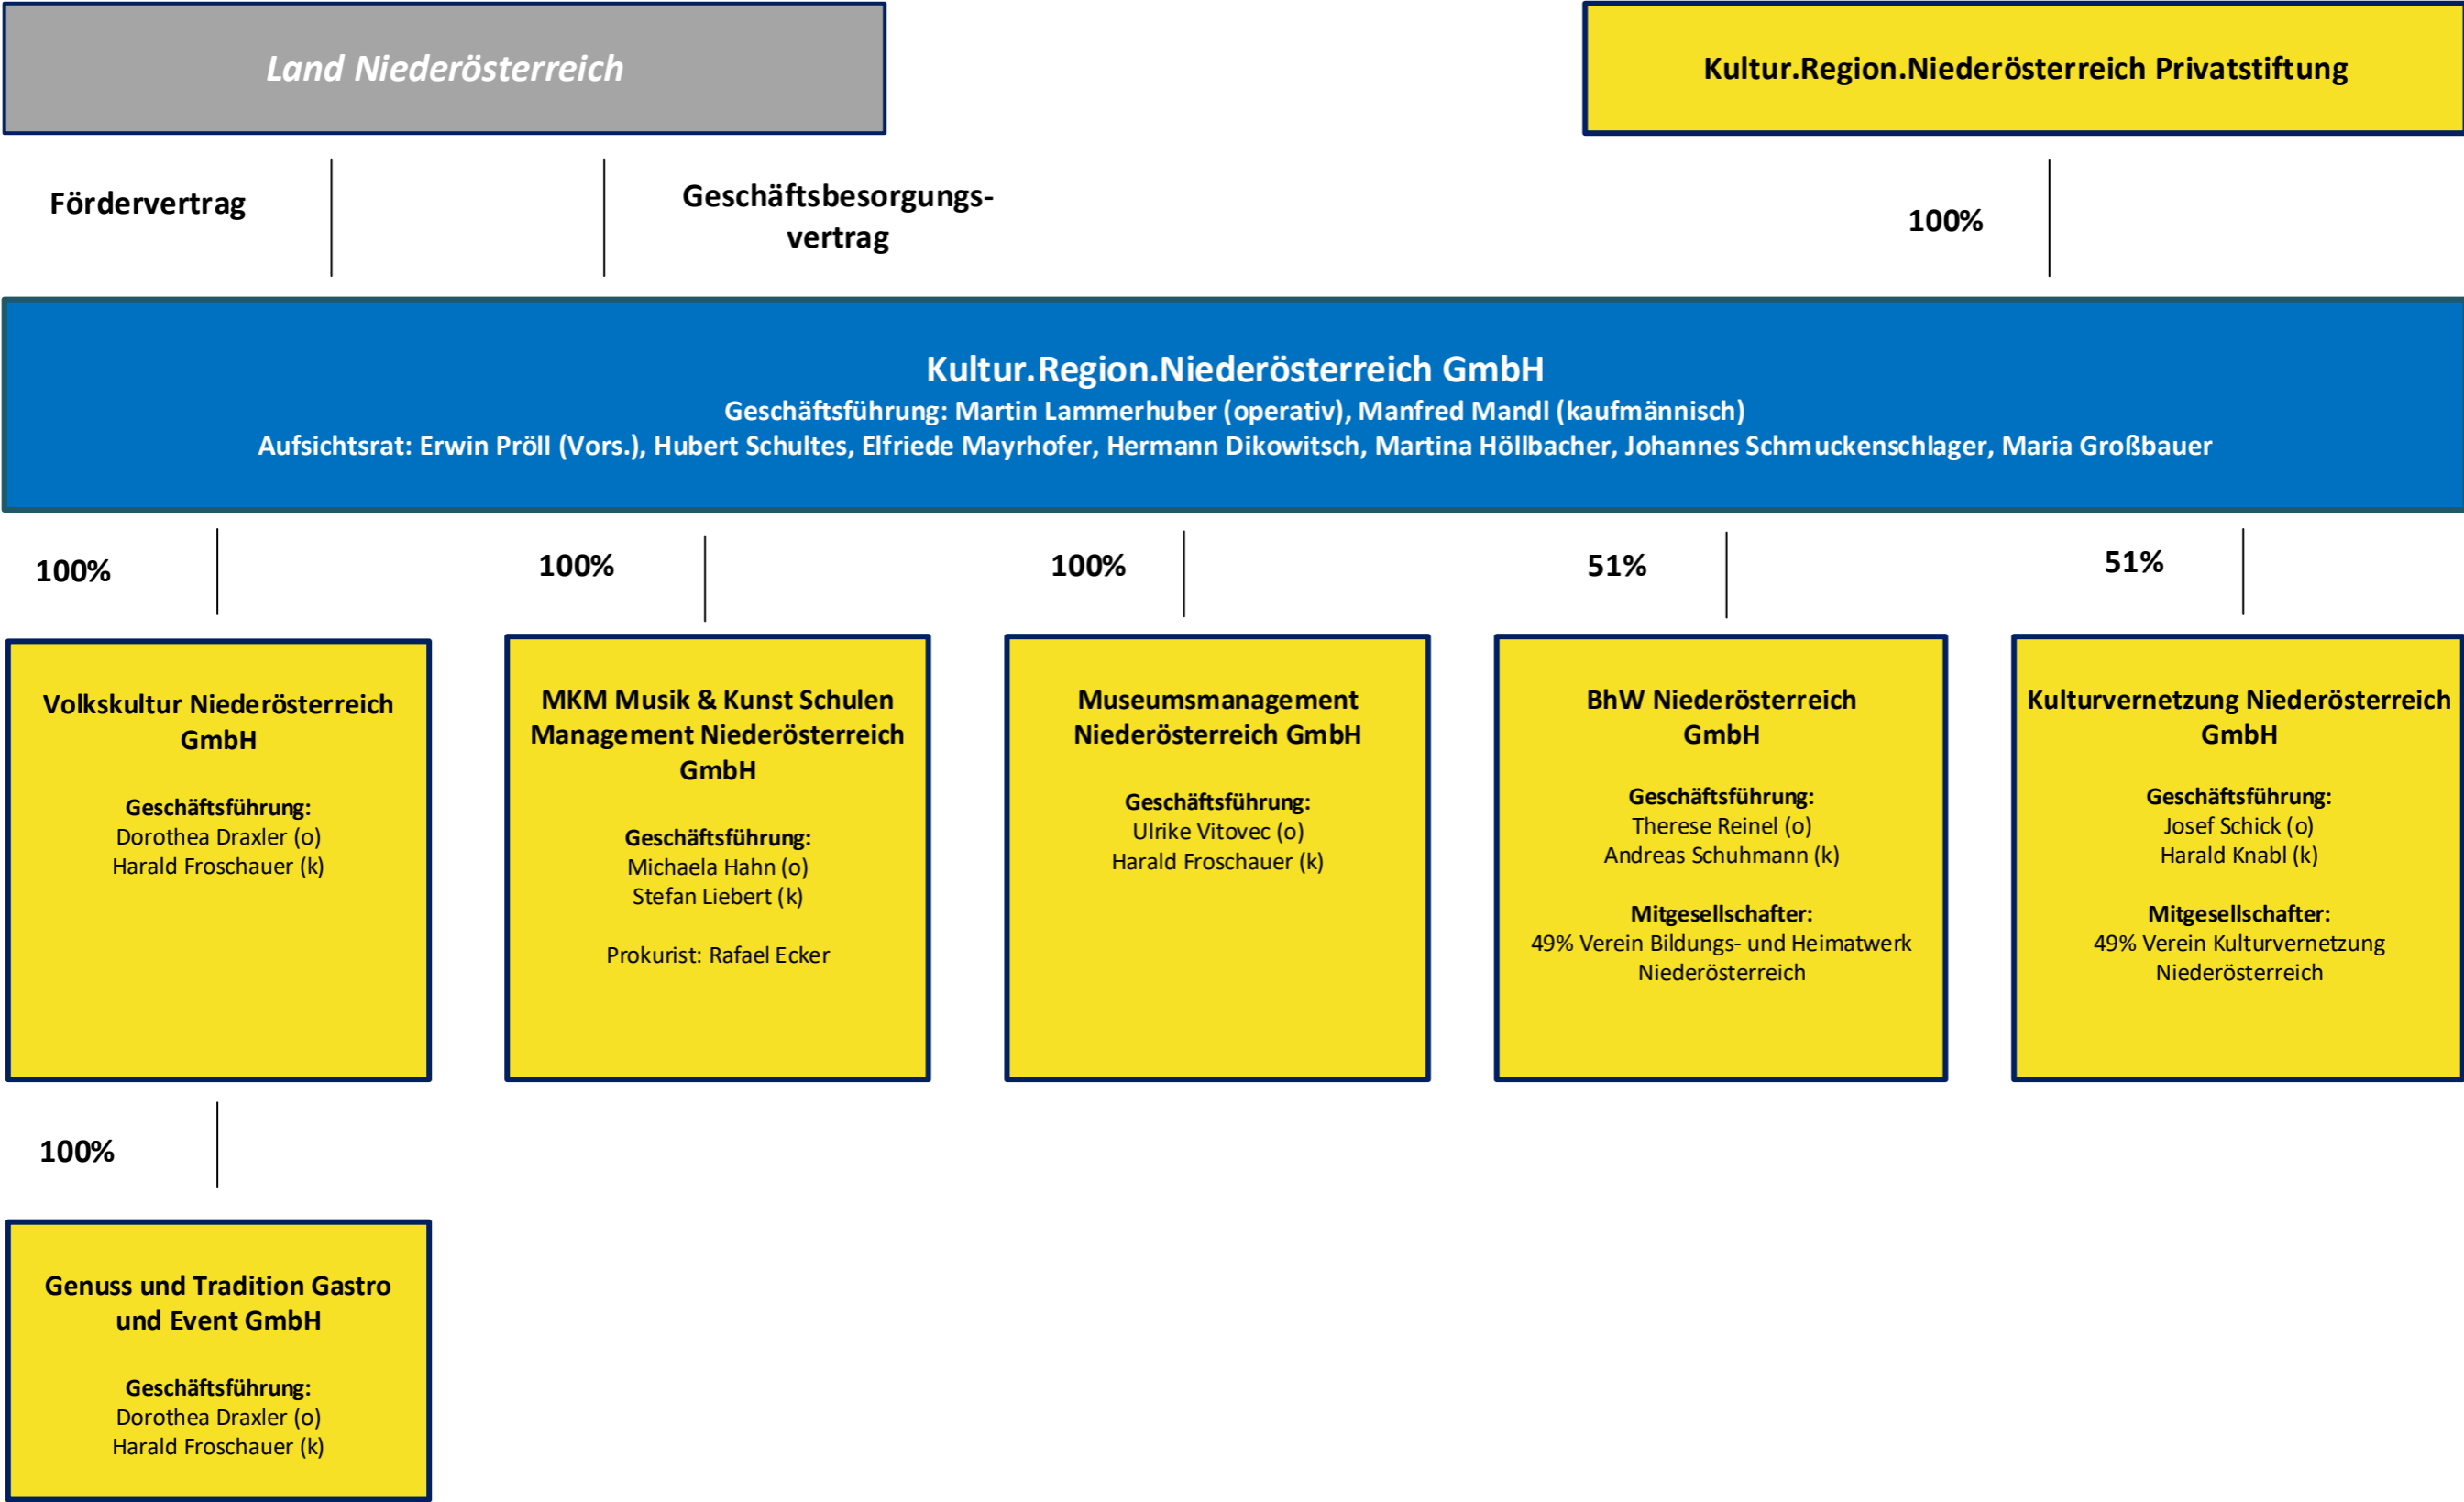 Land Niederösterreich
Kultur.Region.Niederösterreich Privatstiftung
Fördervertrag
Geschäftsbesorgungs-
vertrag
100%
Kultur.Region.Niederösterreich GmbH
Geschäftsführung: Martin Lammerhuber (operativ), Manfred Mandl (kaufmännisch)
Aufsichtsrat: Erwin Pröll (Vors.), Hubert Schultes, Elfriede Mayrhofer, Hermann Dikowitsch, Martina Höllbacher, Johannes Schmuckenschlager, Maria Großbauer
100%
100%
100%
51%
51%
Volkskultur Niederösterreich
GmbH
Geschäftsführung:
Dorothea Draxler (o)
Harald Froschauer (k)
MKM Musik & Kunst Schulen
Management Niederösterreich
GmbH
Geschäftsführung:
Michaela Hahn (o)
Stefan Liebert (k)
Prokurist: Rafael Ecker
Museumsmanagement
Niederösterreich GmbH
Geschäftsführung:
Ulrike Vitovec (o)
Harald Froschauer (k)
BhW Niederösterreich
GmbH
Geschäftsführung:
Therese Reinel (o)
Andreas Schuhmann (k)
Mitgesellschafter:
49% Verein Bildungs- und Heimatwerk
Niederösterreich
Kulturvernetzung Niederösterreich
GmbH
Geschäftsführung:
Josef Schick (o)
Harald Knabl (k)
Mitgesellschafter:
49% Verein Kulturvernetzung
Niederösterreich
100%
Genuss und Tradition Gastro
und Event GmbH
Geschäftsführung:
Dorothea Draxler (o)
Harald Froschauer (k)